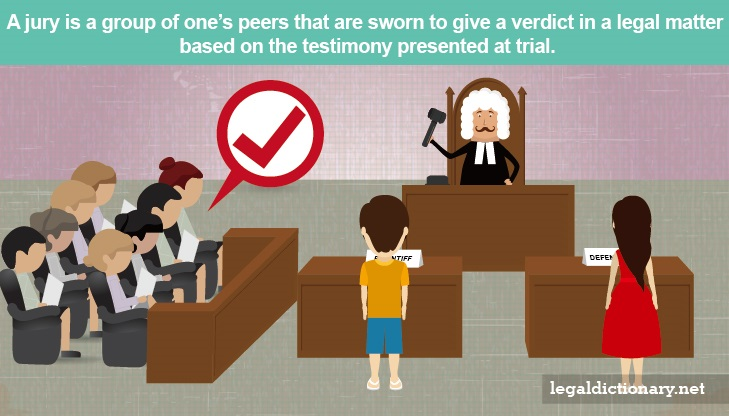 A jury is a group of one’s peers that are sworn to give a verdict in a legal matter
based on the testimony presented at trial.
legaldictionary.net